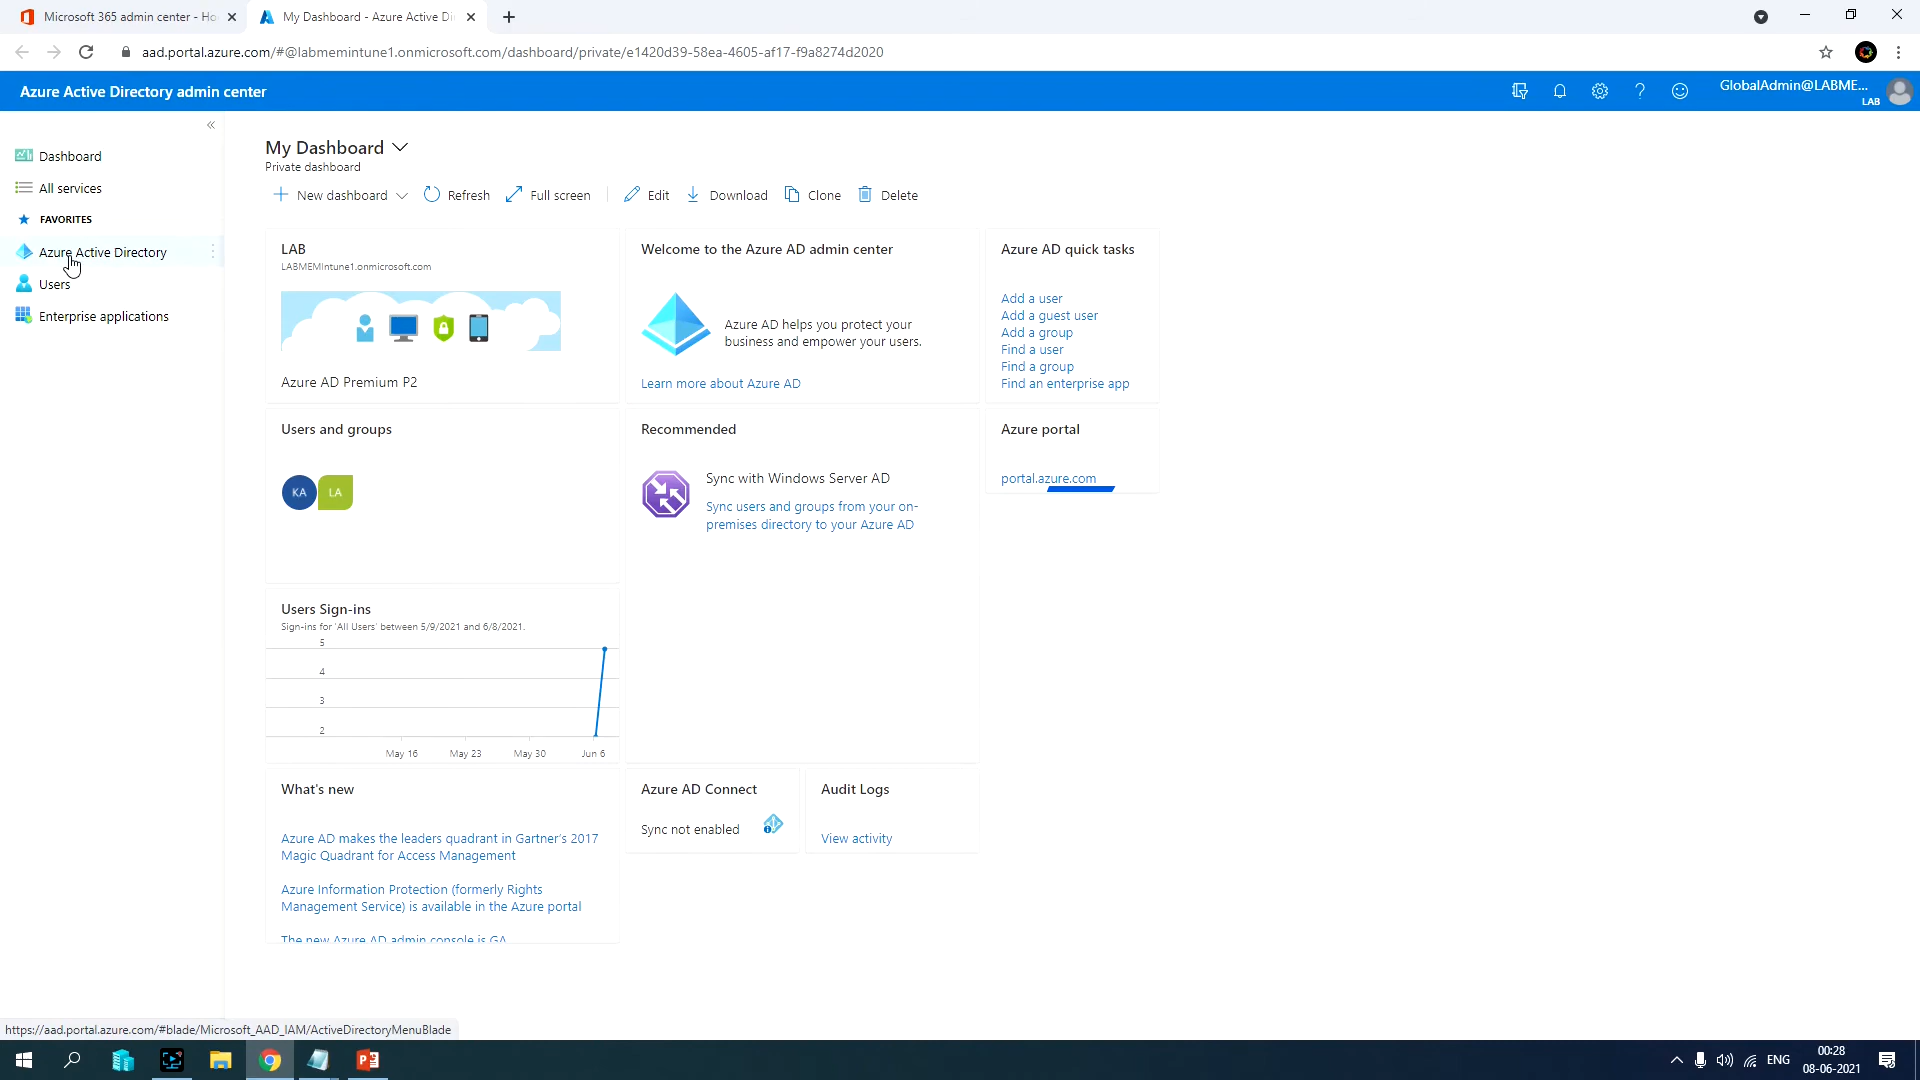 Microsoft 365 admin center - Ho
My Dashboard - Azure Active Di
aad.portal.azure.com/#@labmemintune1.onmicrosoft.com/dashboard/private/e1420d39-58ea-4605-af17-f9a8274d2020
Azure Active Directory admin center
GlobalAdmin@LABME...
LAB
Dashboard
All services
FAVORITES
Azure Active Directory
Users
Enterprise applications
My Dashboard
Private dashboard
New dashboard
Refresh
Full screen
Edit
Download
Clone
Delete
LAB
LABMEMIntune1.onmicrosoft.com
Azure AD Premium P2
Welcome to the Azure AD admin center
Azure AD helps you protect your
business and empower your users.
Learn more about Azure AD
Azure AD quick tasks
Add a user
Add a guest user
Add a group
Find a user
Find a group
Find an enterprise app
Users and groups
KA
LA
Recommended
Sync with Windows Server AD
Sync users and groups from your on-
premises directory to your Azure AD
Azure portal
portal.azure.com
Users Sign-ins
Sign-ins for 'All Users' between 5/9/2021 and 6/8/2021.
5
4
3
2
May 16
May 23
May 30
Jun 6
What's new
Azure AD makes the leaders quadrant in Gartner's 2017
Magic Quadrant for Access Management
Azure Information Protection (formerly Rights
Management Service) is available in the Azure portal
The new Azure AD admin console is GA
Azure AD Connect
Sync not enabled
Audit Logs
View activity
https://aad.portal.azure.com/#blade/Microsoft_AAD_IAM/ActiveDirectoryMenuBlade
ENG
00:28
08-06-2021